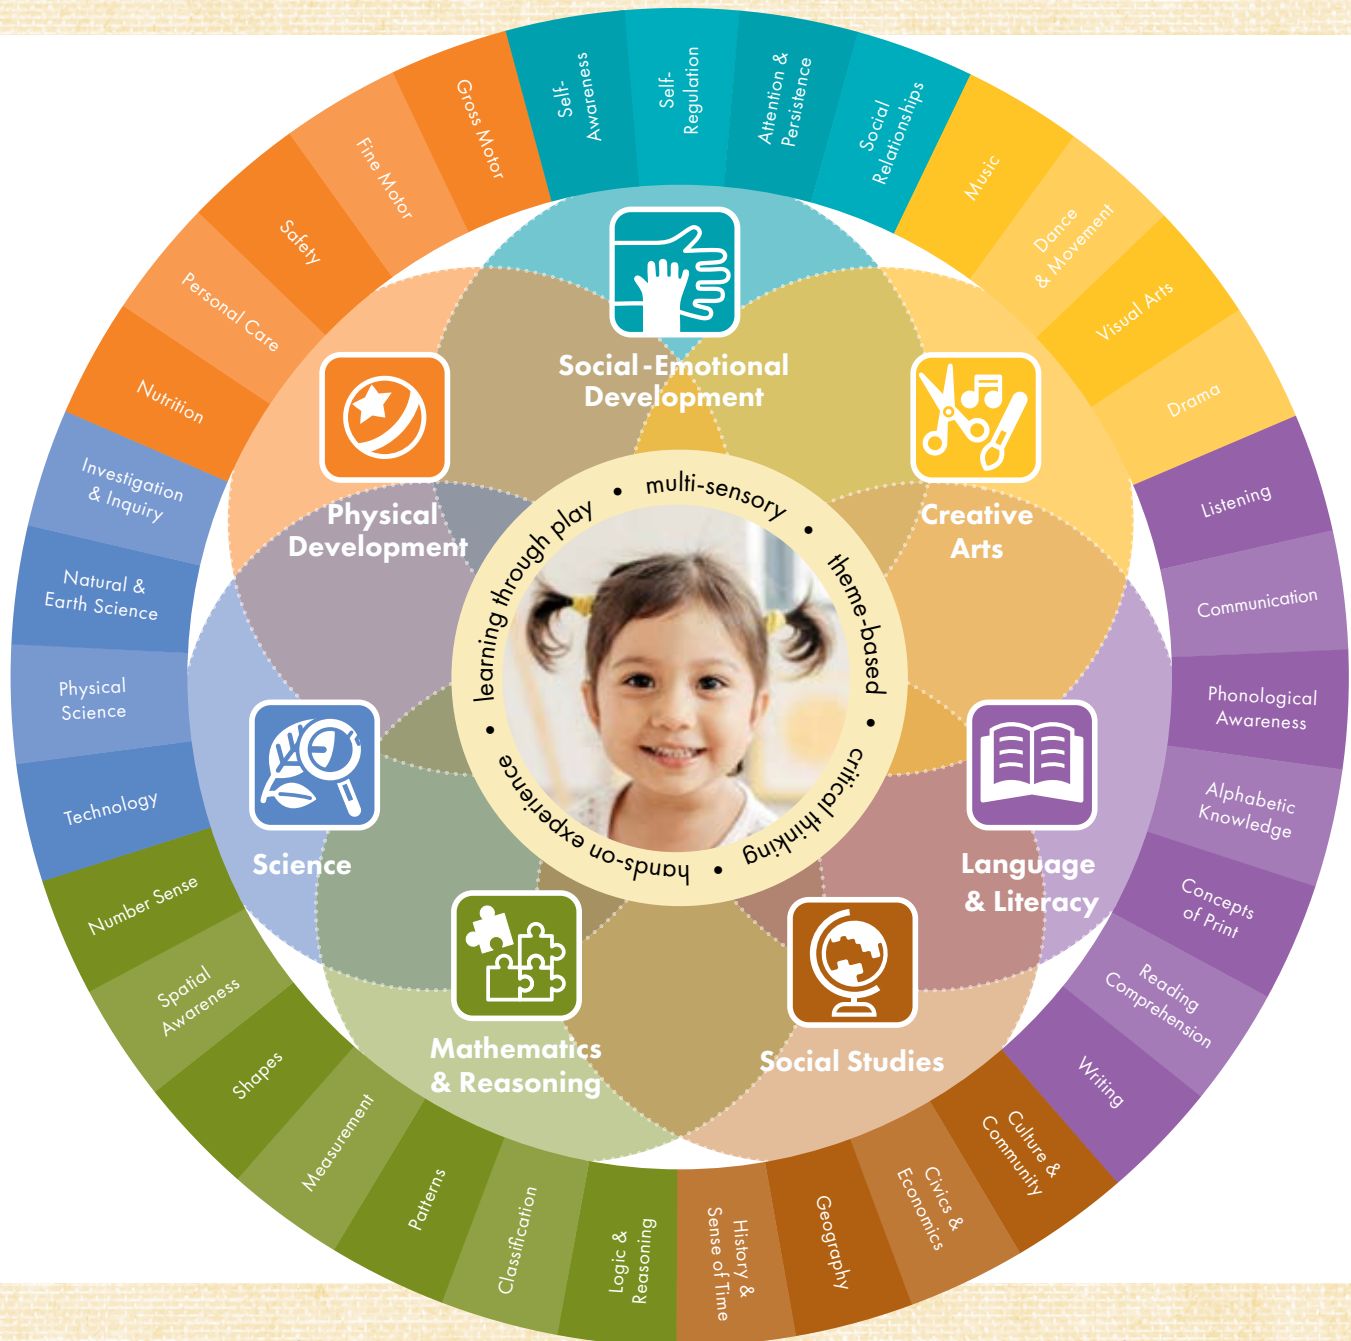 Self-
Awareness
Self-
Regulation
Attention &
Persistence
Social
Relationships
Music
Dance
& Movement
Visual Arts
Drama
Listening
Communication
Phonological
Awareness
Alphabetic
Knowledge
Concepts
of Print
Reading
Comprehension
Writing
Culture &
Community
Civics &
Economics
Geography
History &
Sense of Time
Logic &
Reasoning
Classification
Patterns
Measurement
Shapes
Spatial
Awareness
Number Sense
Technology
Physical
Science
Natural &
Earth Science
Investigation
& Inquiry
Nutrition
Personal Care
Safety
Fine Motor
Gross Motor
Social-Emotional
Development
Creative
Arts
Language
& Literacy
Social Studies
Mathematics
& Reasoning
Science
Physical
Development
learning through play • multi-sensory • theme-based • critical thinking • hands-on experience •